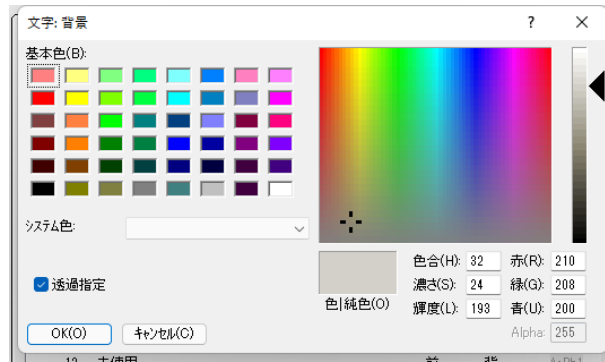 文字: 背景
?
基本色(B):
システム色:
透過指定
色|純色(O)
色合(H): 32
赤(R): 210
濃さ(S): 24
緑(G): 208
輝度(L): 193
青(U): 200
Alpha: 255
OK(O)
キャンセル(C)